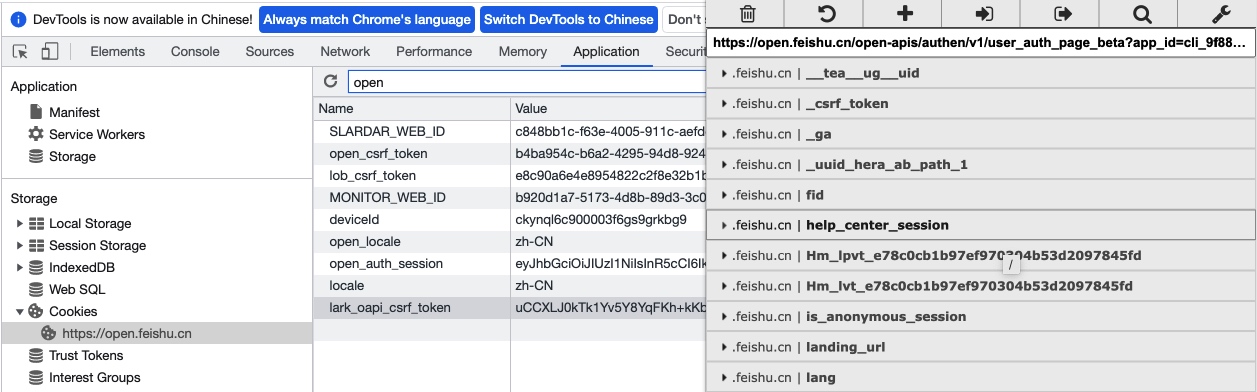 DevTools is now available in Chinese!
Always match Chrome's language
Switch DevTools to Chinese
Don't
Elements
Console
Sources
Network
Performance
Memory
Application
Securit
Application
Manifest
Service Workers
Storage
Storage
Local Storage
Session Storage
IndexedDB
Web SQL
Cookies
https://open.feishu.cn
Trust Tokens
Interest Groups
open
Name Value
SLARDAR_WEB_ID c848bb1c-f63e-4005-911c-aefd
open_csrf_token b4ba954c-b6a2-4295-94d8-924
lob_csrf_token e8c90a6e4e8954822c2f8e32b1b
MONITOR_WEB_ID b920d1a7-5173-4d8b-89d3-3c0
deviceId ckynql6c900003f6gs9grkbg9
open_locale zh-CN
open_auth_session
locale zh-CN
lark_oapi_csrf_token uCCXLJ0kTk1Yv5Y8YqFKh+kKb
https://open.feishu.cn/open-apis/authen/v1/user_auth_page_beta?app_id=cli_9f88...
.feishu.cn | __tea__ug__uid
.feishu.cn | _csrf_token
.feishu.cn | _ga
.feishu.cn | _uuid_hera_ab_path_1
.feishu.cn | fid
.feishu.cn | help_center_session
.feishu.cn | Hm_lpvt_e78c0cb1b97ef970304b53d2097845fd
/
.feishu.cn | Hm_lvt_e78c0cb1b97ef970304b53d2097845fd
.feishu.cn | is_anonymous_session
.feishu.cn | landing_url
.feishu.cn | lang